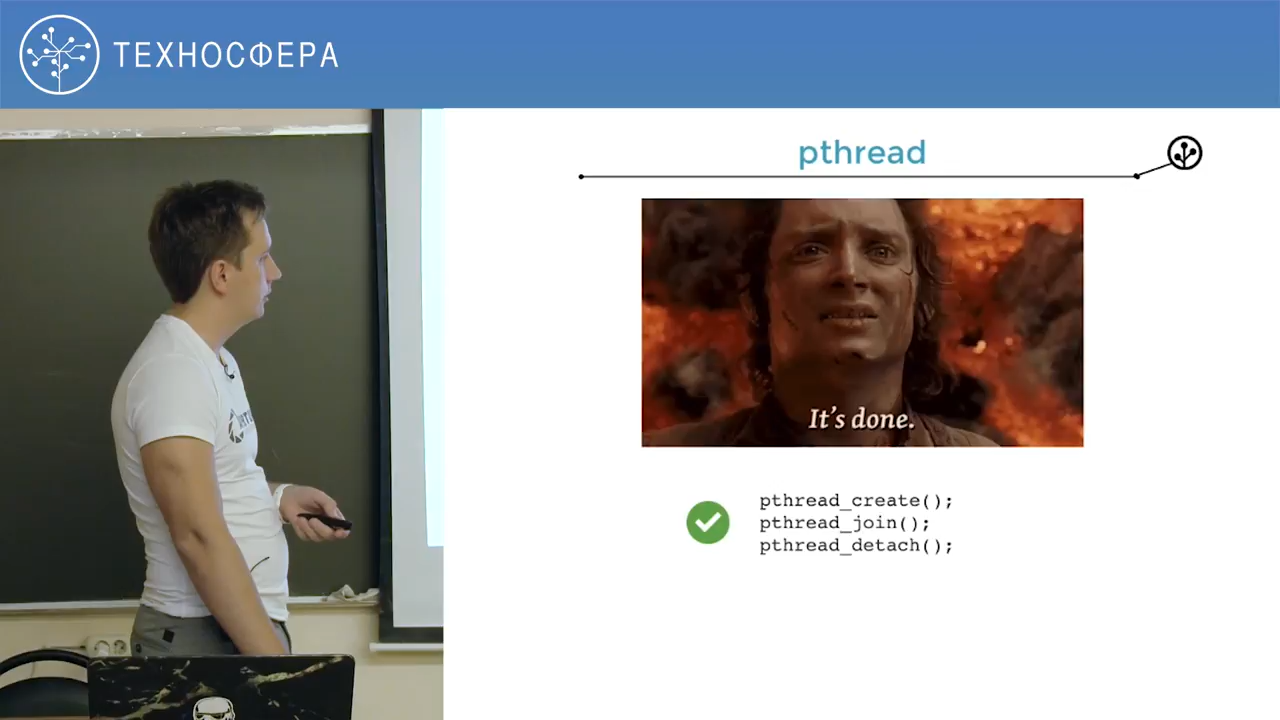 ТЕХНОСФЕРА
pthread
It's done.
pthread_create();
pthread_join();
pthread_detach();